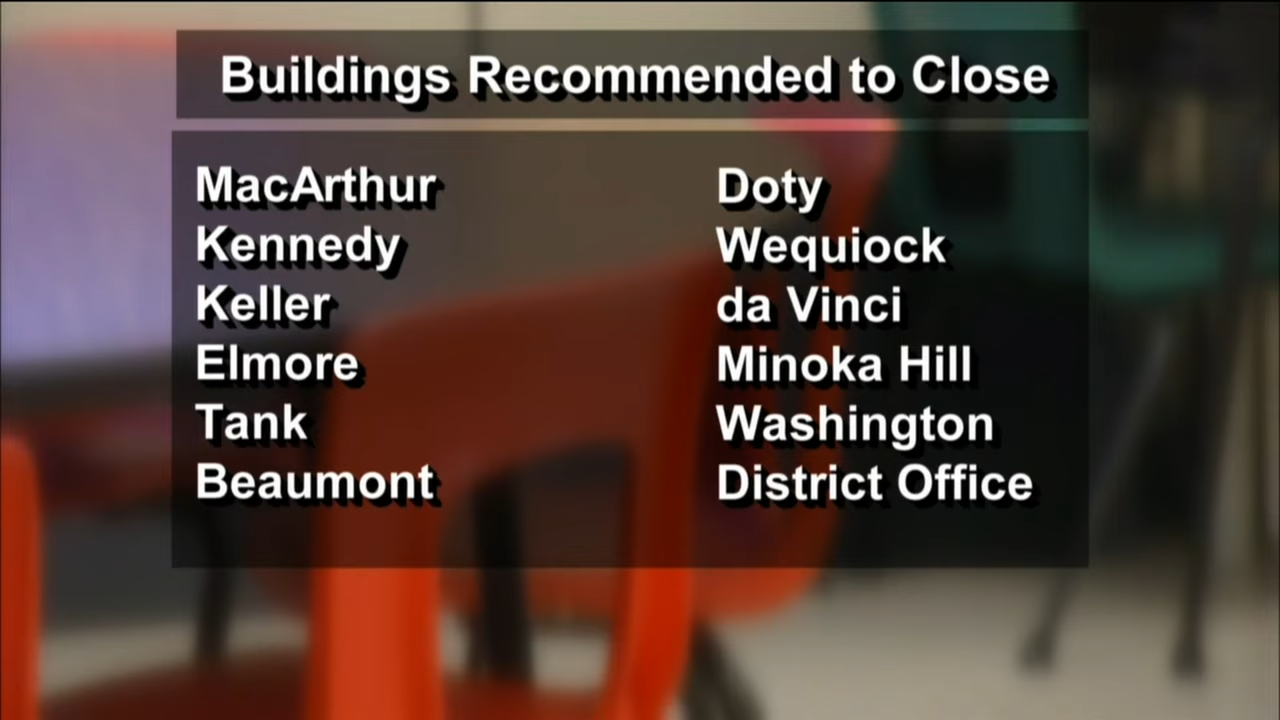 Buildings Recommended to Close
MacArthur
Kennedy
Keller
Elmore
Tank
Beaumont
Doty
Wequiock
da Vinci
Minoka Hill
Washington
District Office